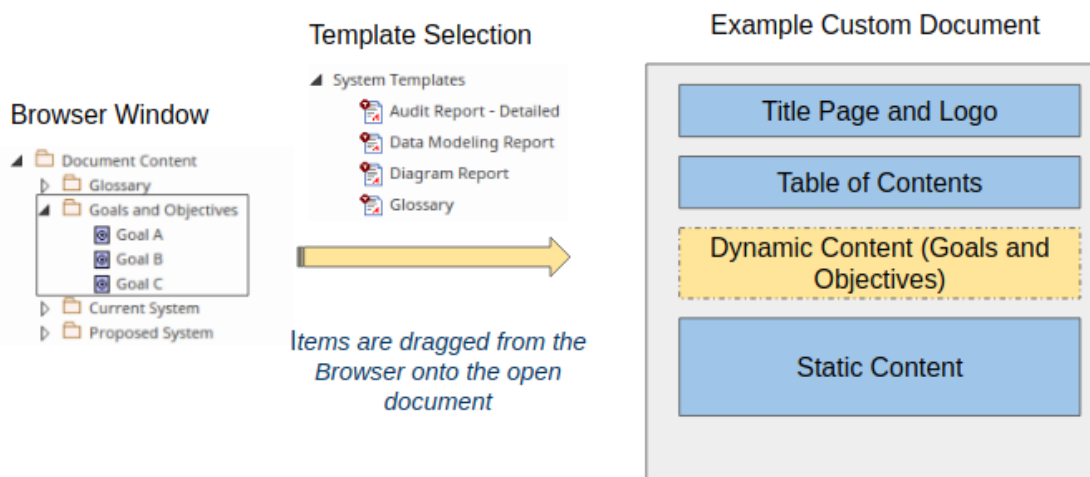 Browser Window
Document Content
Glossary
Goals and Objectives
Goal A
Goal B
Goal C
Current System
Proposed System
Template Selection
System Templates
Audit Report - Detailed
Data Modeling Report
Diagram Report
Glossary
Items are dragged from the
Browser onto the open
document
Example Custom Document
Title Page and Logo
Table of Contents
Dynamic Content (Goals and
Objectives)
Static Content